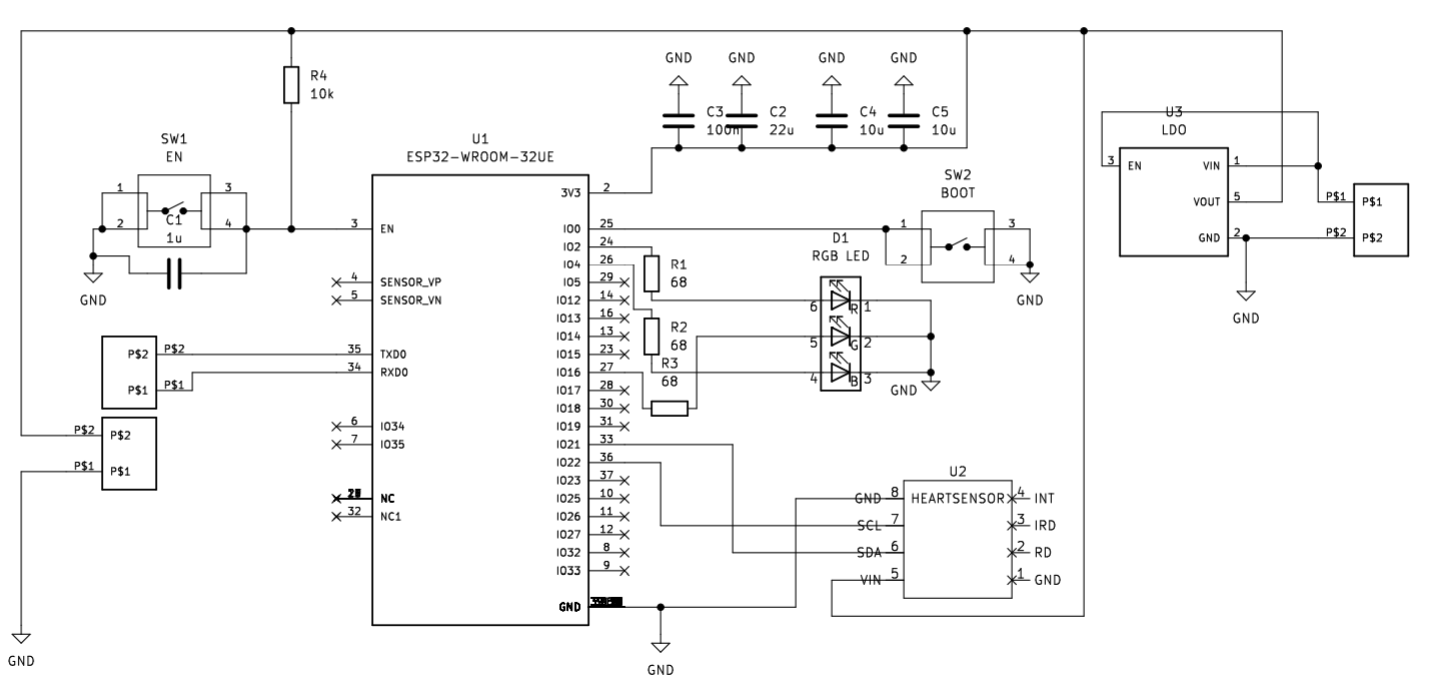 GND GND GND GND
R4
10k
C3
100n
C2
22u
C4
10u
C5
10u
U3
LDO
3 EN
VIN 1
VOUT 5
GND 2
P$1 P$1
P$2 P$2
GND
SW1
EN
1 3
2 4
C1
1u
GND
U1
ESP32-WROOM-32UE
3 EN
4 SENSOR_VP
5 SENSOR_VN
35 TXD0
34 RXD0
6 IO34
7 IO35
NC
32 NC1
3V3 2
IO0 25
IO2 24
IO4 26
IO5 29
IO12 14
IO13 16
IO14 13
IO15 23
IO16 27
IO17 28
IO18 30
IO19 31
IO21 33
IO22 36
IO23 37
IO25 10
IO26 11
IO27 12
IO32 8
IO33 9
GND
GND
SW2
BOOT
1 3
2 4
GND
D1
RGB LED
6 R 1
5 G 2
4 B 3
GND
R1
68
R2
68
R3
68
P$2 P$2
P$1 P$1
P$2 P$2
P$1 P$1
GND
U2
HEARTSENSOR
GND 8
SCL 7
SDA 6
VIN 5
4 INT
3 IRD
2 RD
1 GND